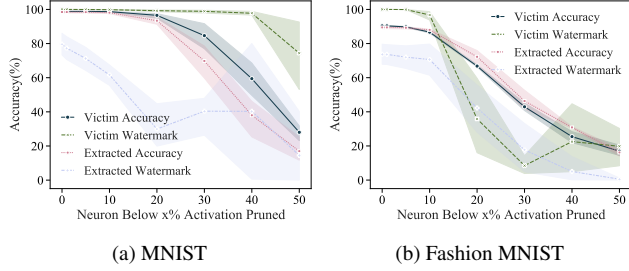 100
80
60
40
20
0
Accuracy(%)
Victim Accuracy
Victim Watermark
Extracted Accuracy
Extracted Watermark
0 10 20 30 40 50
Neuron Below x% Activation Pruned
(a) MNIST
100
80
60
40
20
0
Accuracy(%)
Victim Accuracy
Victim Watermark
Extracted Accuracy
Extracted Watermark
0 10 20 30 40 50
Neuron Below x% Activation Pruned
(b) Fashion MNIST